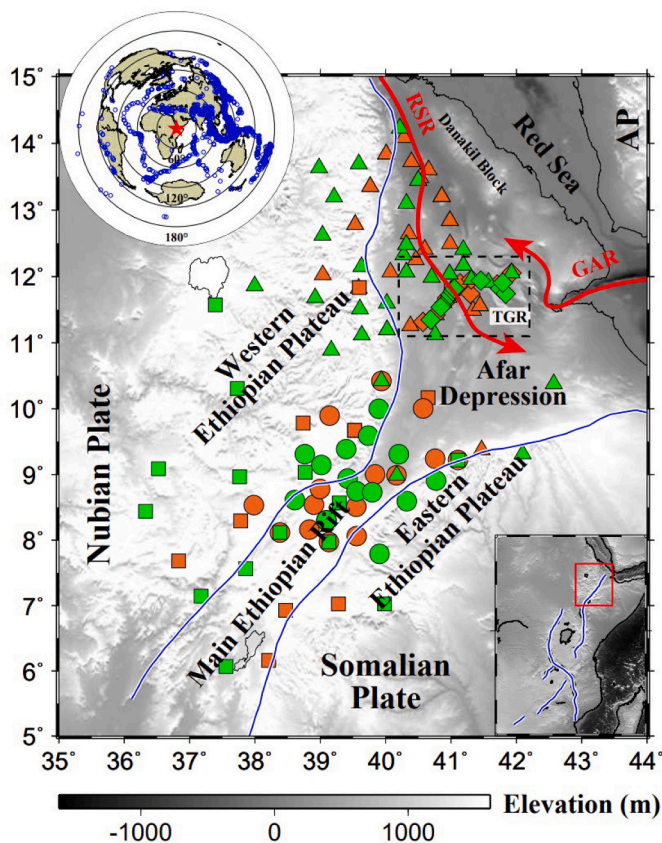 60°
120°
180°
15°
14°
13°
12°
11°
10°
9°
8°
7°
6°
5°
35
36
37
38
39
40
41
42
43
44
RSR
Danakil Block
Red Sea
AP
GAR
TGR
Western
Ethiopian Plateau
Afar
Depression
Nubian Plate
Main Ethiopian Rift
Eastern
Ethiopian Plateau
Somalian
Plate
-1000
0
1000
Elevation (m)